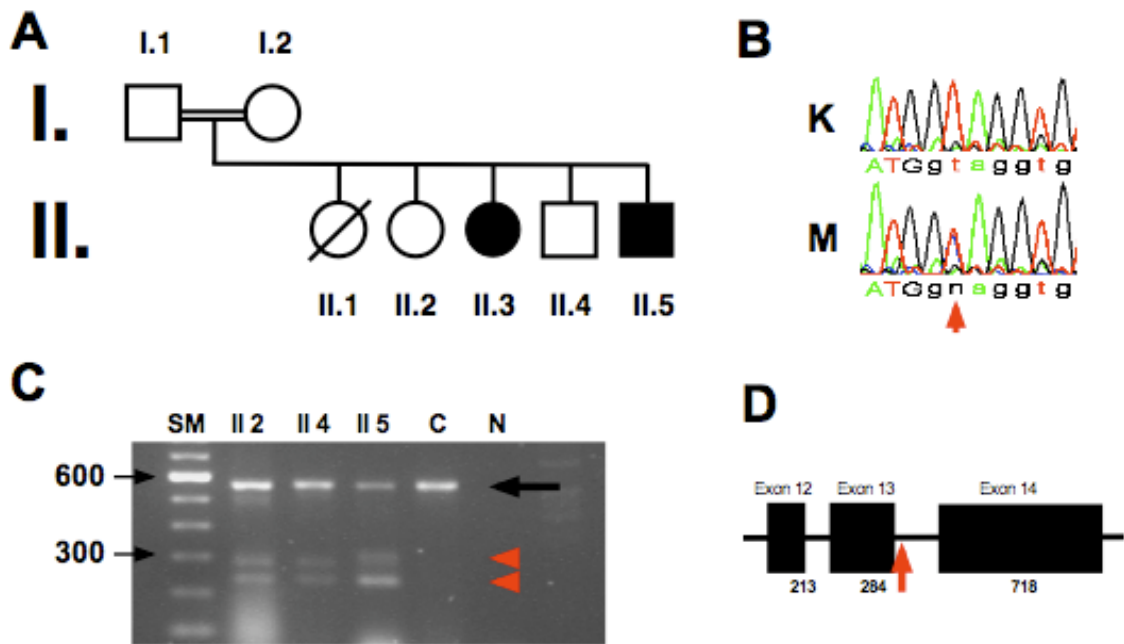 A
I.1 I.2
I.
II.
II.1 II.2 II.3 II.4 II.5
B
K
ATGgtaggtg
M
ATGgnaggtg
C
SM II 2 II 4 II 5 C N
600
300
D
Exon 12 Exon 13 Exon 14
213 284 718